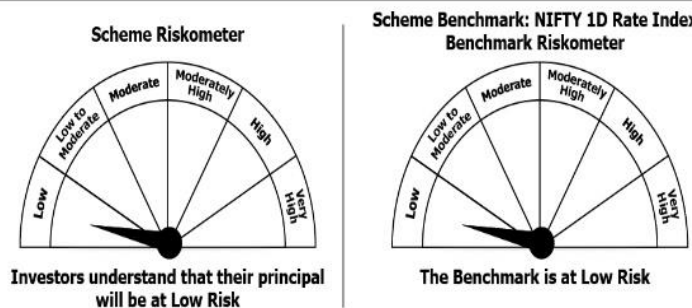 Scheme Riskometer
Low
Low to
Moderate
Moderate
Moderately
High
High
Very
High
Investors understand that their principal
will be at Low Risk
Scheme Benchmark: NIFTY 1D Rate Index
Benchmark Riskometer
Low
Low to
Moderate
Moderate
Moderately
High
High
Very
High
The Benchmark is at Low Risk